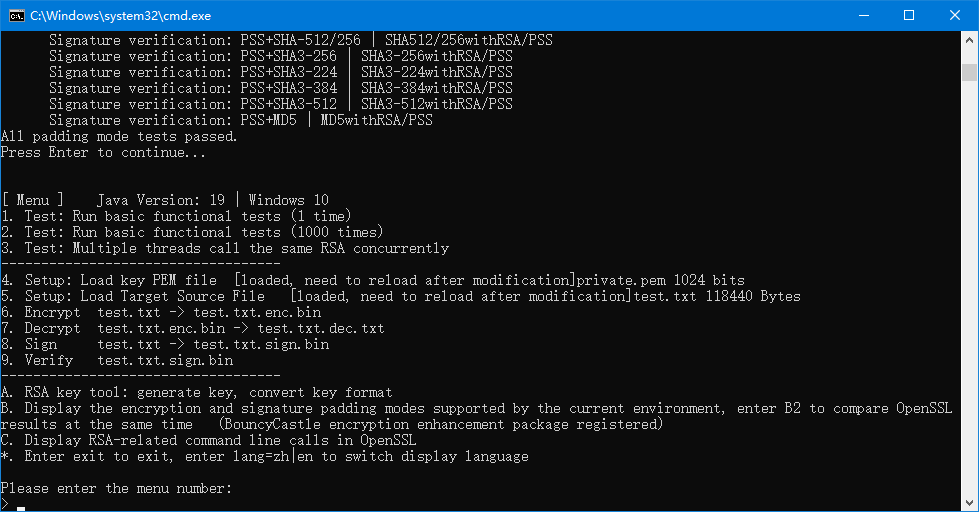 C:\Windows\system32\cmd.exe
Signature verification: PSS+SHA-512/256 | SHA512/256withRSA/PSS
Signature verification: PSS+SHA3-256 | SHA3-256withRSA/PSS
Signature verification: PSS+SHA3-224 | SHA3-224withRSA/PSS
Signature verification: PSS+SHA3-384 | SHA3-384withRSA/PSS
Signature verification: PSS+SHA3-512 | SHA3-512withRSA/PSS
Signature verification: PSS+MD5 | MD5withRSA/PSS
All padding mode tests passed.
Press Enter to continue...
[ Menu ]    Java Version: 19 | Windows 10
1. Test: Run basic functional tests (1 time)
2. Test: Run basic functional tests (1000 times)
3. Test: Multiple threads call the same RSA concurrently
-----------------------------------
4. Setup: Load key PEM file  [loaded, need to reload after modification]private.pem 1024 bits
5. Setup: Load Target Source File   [loaded, need to reload after modification]test.txt 118440 Bytes
6. Encrypt  test.txt -> test.txt.enc.bin
7. Decrypt  test.txt.enc.bin -> test.txt.dec.txt
8. Sign     test.txt -> test.txt.sign.bin
9. Verify   test.txt.sign.bin
-----------------------------------
A. RSA key tool: generate key, convert key format
B. Display the encryption and signature padding modes supported by the current environment, enter B2 to compare OpenSSL
results at the same time   (BouncyCastle encryption enhancement package registered)
C. Display RSA-related command line calls in OpenSSL
*. Enter exit to exit, enter lang=zh|en to switch display language
Please enter the menu number:
>